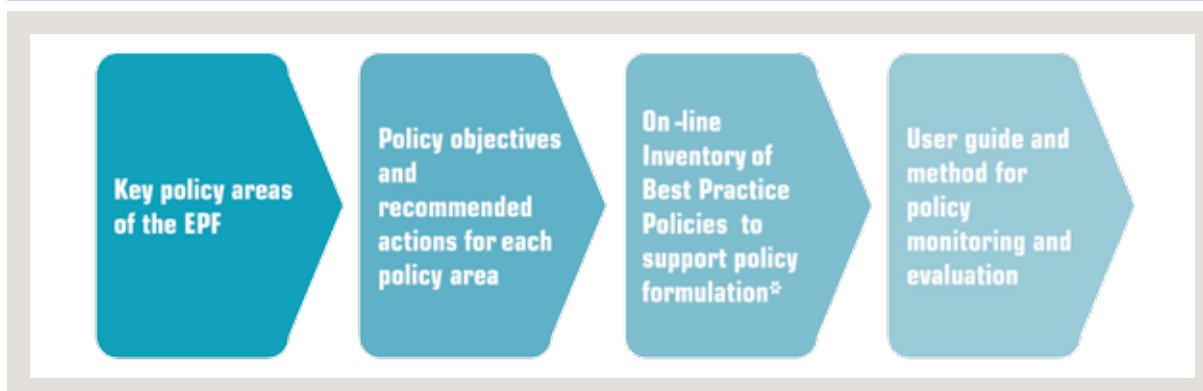 Key policy areas
of the EPF
Policy objectives
and
recommended
actions for each
policy area
On -line
Inventory of
Best Practice
Policies to
support policy
formulation*
User guide and
method for
policy
monitoring and
evaluation